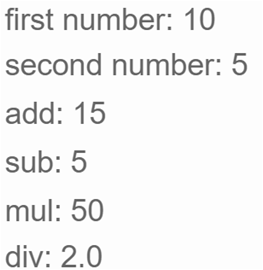 first number: 10
second number: 5
add: 15
sub: 5
mul: 50
div: 2.0